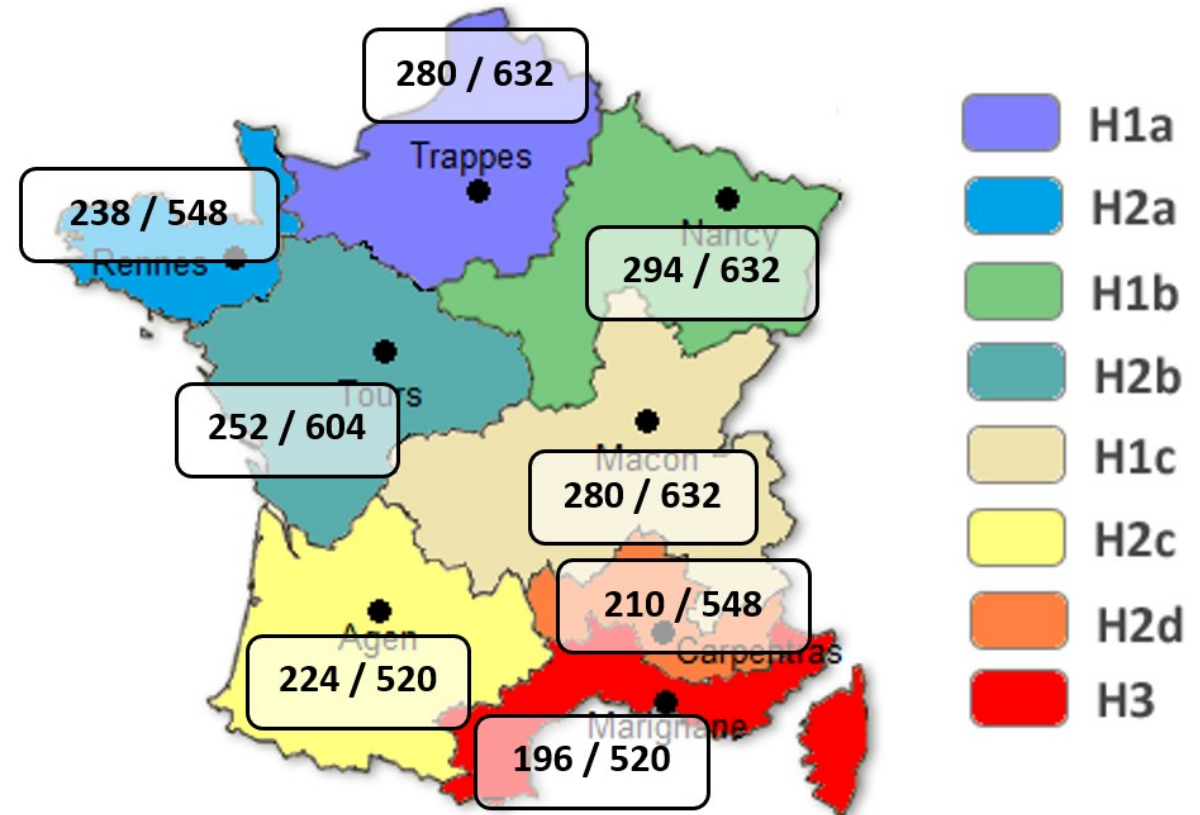 280 / 632
Trappes
238 / 548
Rennes
Nancy
294 / 632
Tours
252 / 604
Macon
280 / 632
210 / 548
Carpentras
Agen
224 / 520
Marignane
196 / 520
H1a
H2a
H1b
H2b
H1c
H2c
H2d
H3